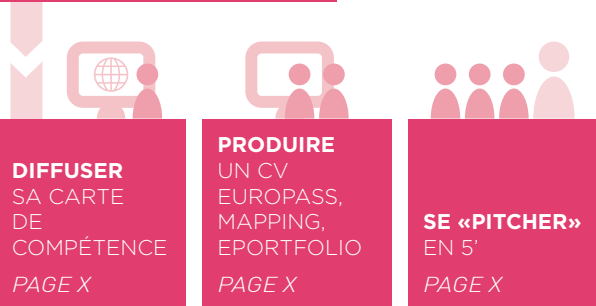 DIFFUSER
SA CARTE
DE
COMPÉTENCE
PAGE X
PRODUIRE
UN CV
EUROPASS,
MAPPING,
EPORTFOLIO
PAGE X
SE «PITCHER»
EN 5'
PAGE X